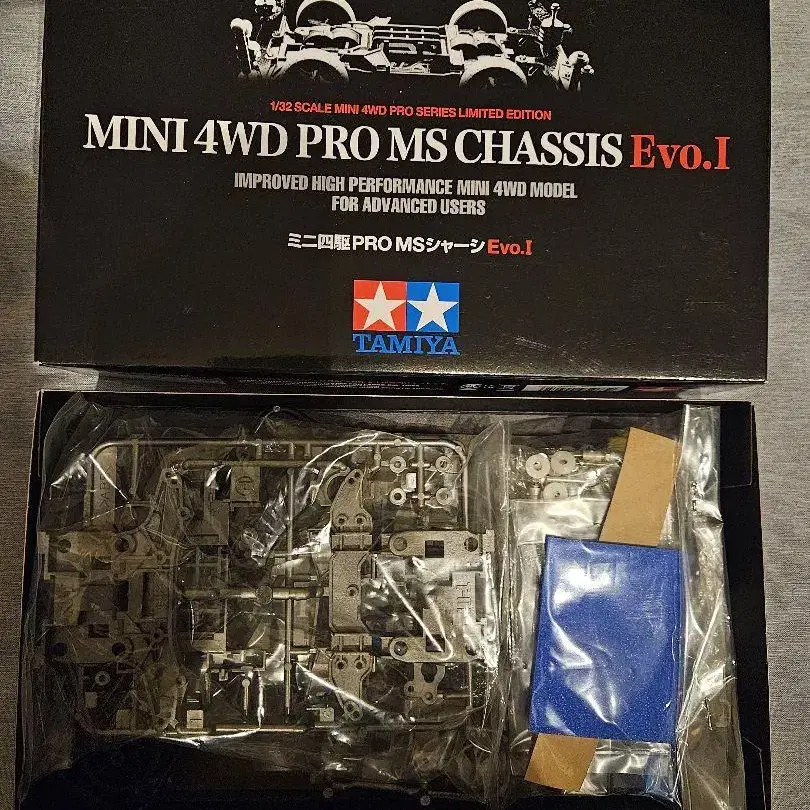 1/32 SCALE MINI 4WD PRO SERIES LIMITED EDITION
MINI 4WD PRO MS CHASSIS Evo.I
IMPROVED HIGH PERFORMANCE MINI 4WD MODEL
FOR ADVANCED USERS
ミニ四駆PRO MSシャーシ Evo.I
TAMIYA